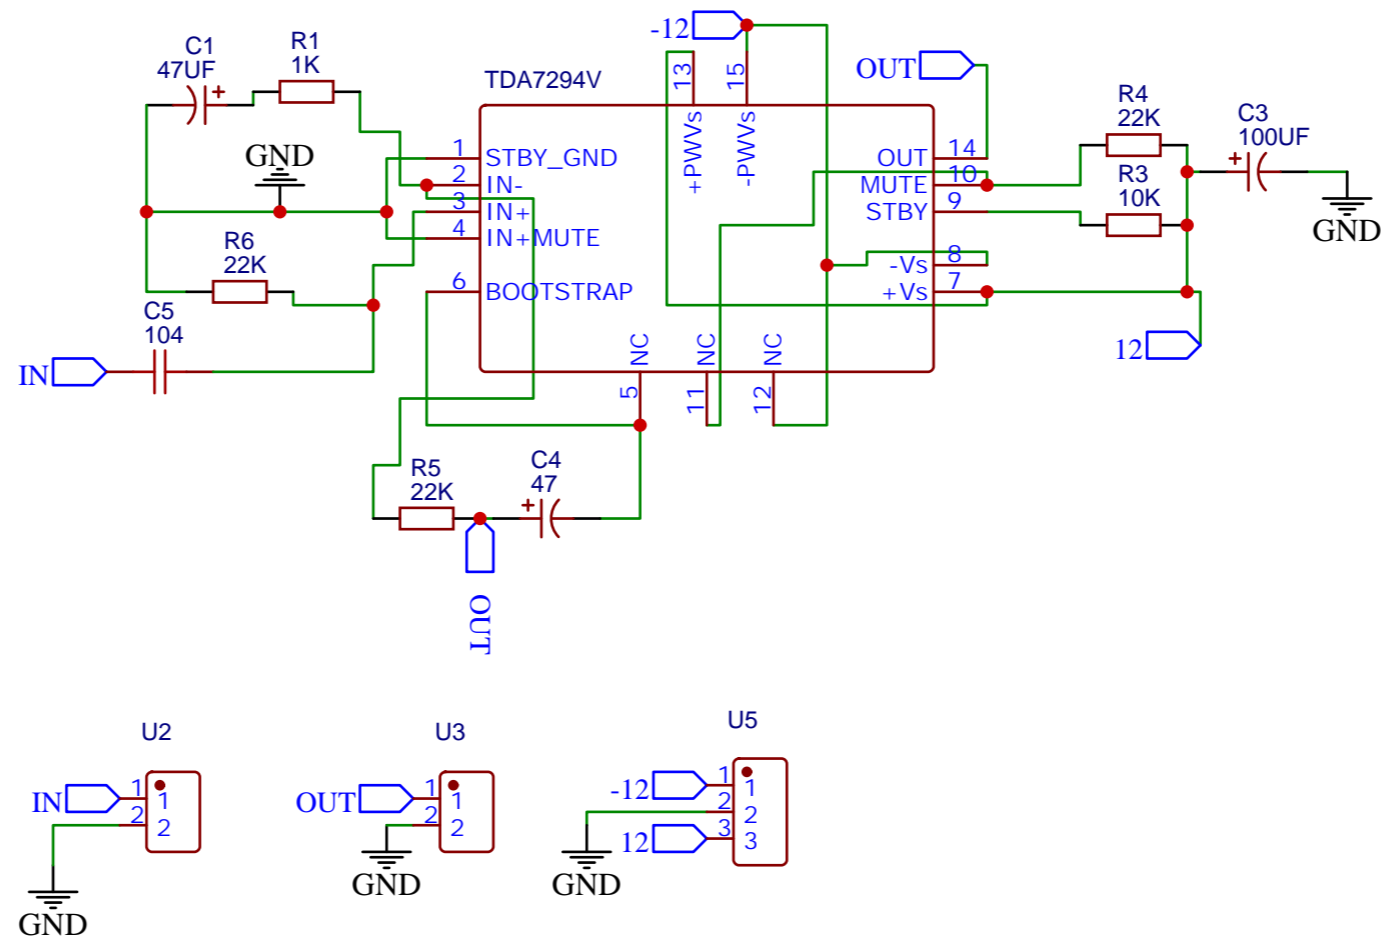 -12
C1
47UF
R1
1K
TDA7294V
13
15
OUT
R4
22K
C3
100UF
GND
+PWVs
-PWVs
1
STBY_GND
2
IN-
3
IN+
4
IN+MUTE
6
BOOTSTRAP
OUT
14
MUTE
10
STBY
9
-Vs
8
+Vs
7
R3
10K
GND
R6
22K
C5
104
IN
NC
NC
NC
5
11
12
12
R5
22K
C4
47
OUT
U2
U3
U5
IN
1
1
2
2
GND
OUT
1
1
2
2
GND
-12
1
1
2
2
12
3
3
GND